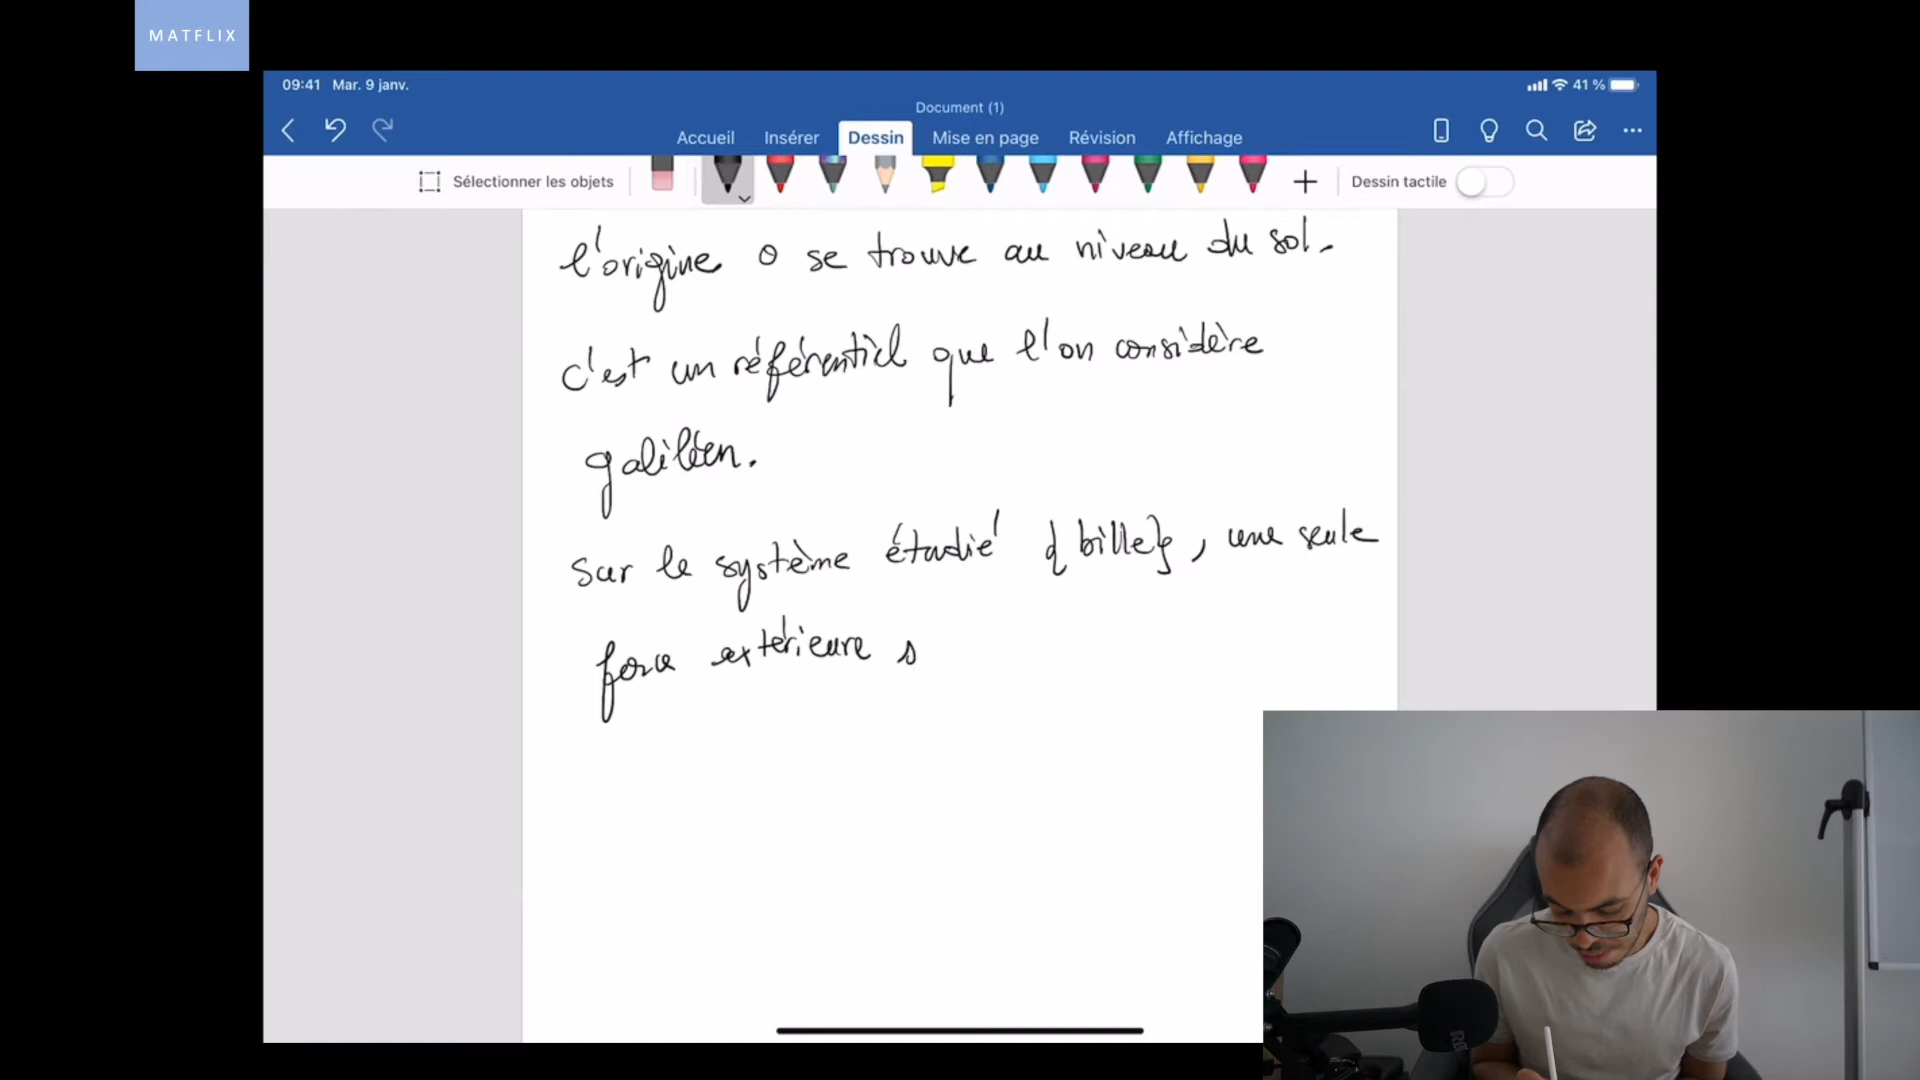 MATFLIX
09:41 Mar. 9 janv.
41 %
Document (1)
Accueil Insérer Dessin Mise en page Révision Affichage
Sélectionner les objets
Dessin tactile
l'origine O se trouve au niveau du sol.
c'est un référentiel que l'on considère
galiléen.
Sur le système étudié {bille}, une seule
force extérieure s